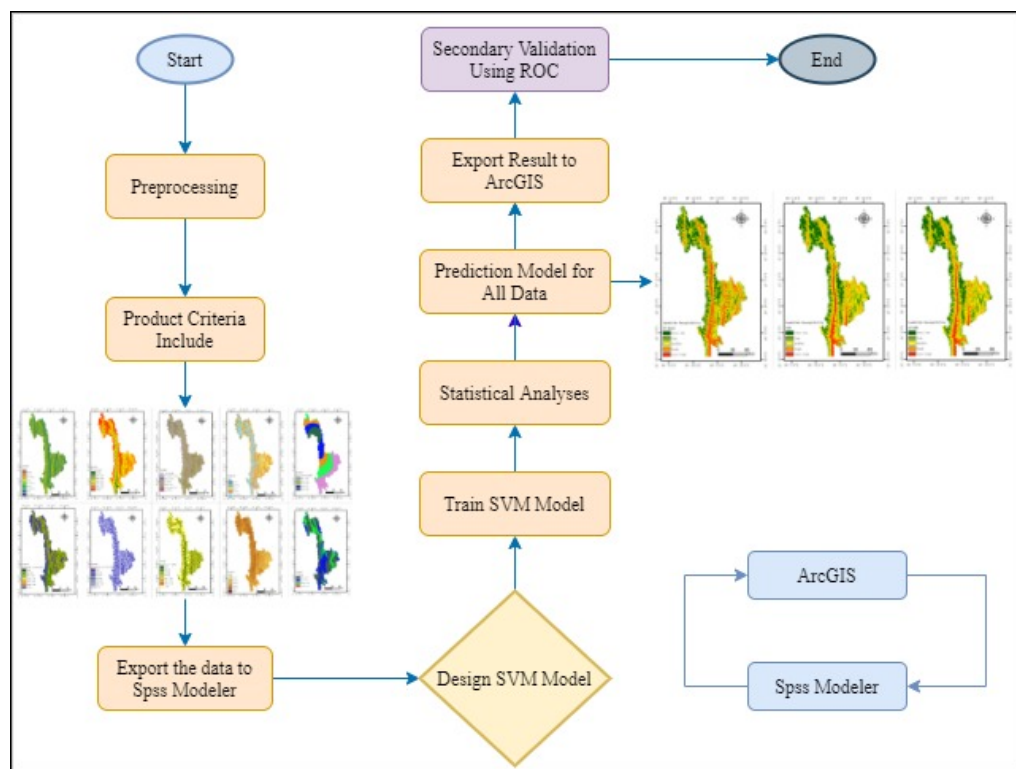 Start
Preprocessing
Product Criteria
Include
Export the data to
Spss Modeler
Design SVM Model
Train SVM Model
Statistical Analyses
Prediction Model for
All Data
Export Result to
ArcGIS
Secondary Validation
Using ROC
End
ArcGIS
Spss Modeler